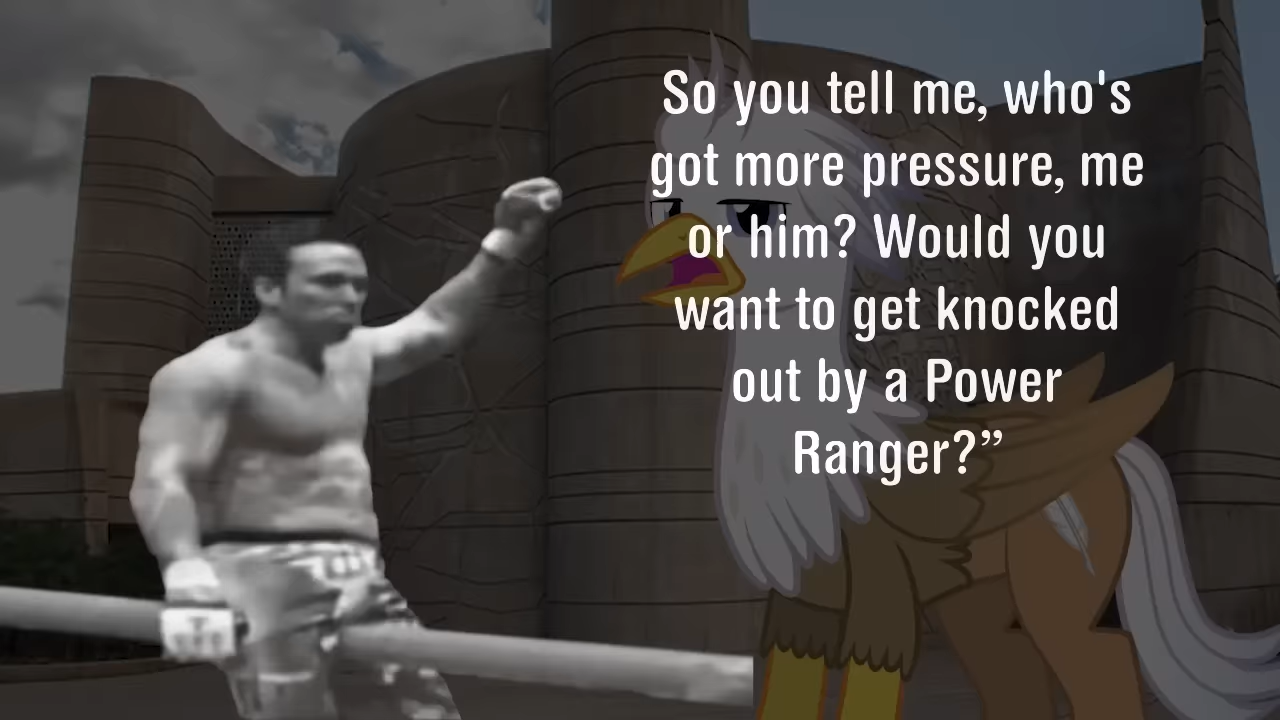 So you tell me, who's
got more pressure, me
or him? Would you
want to get knocked
out by a Power
Ranger?”